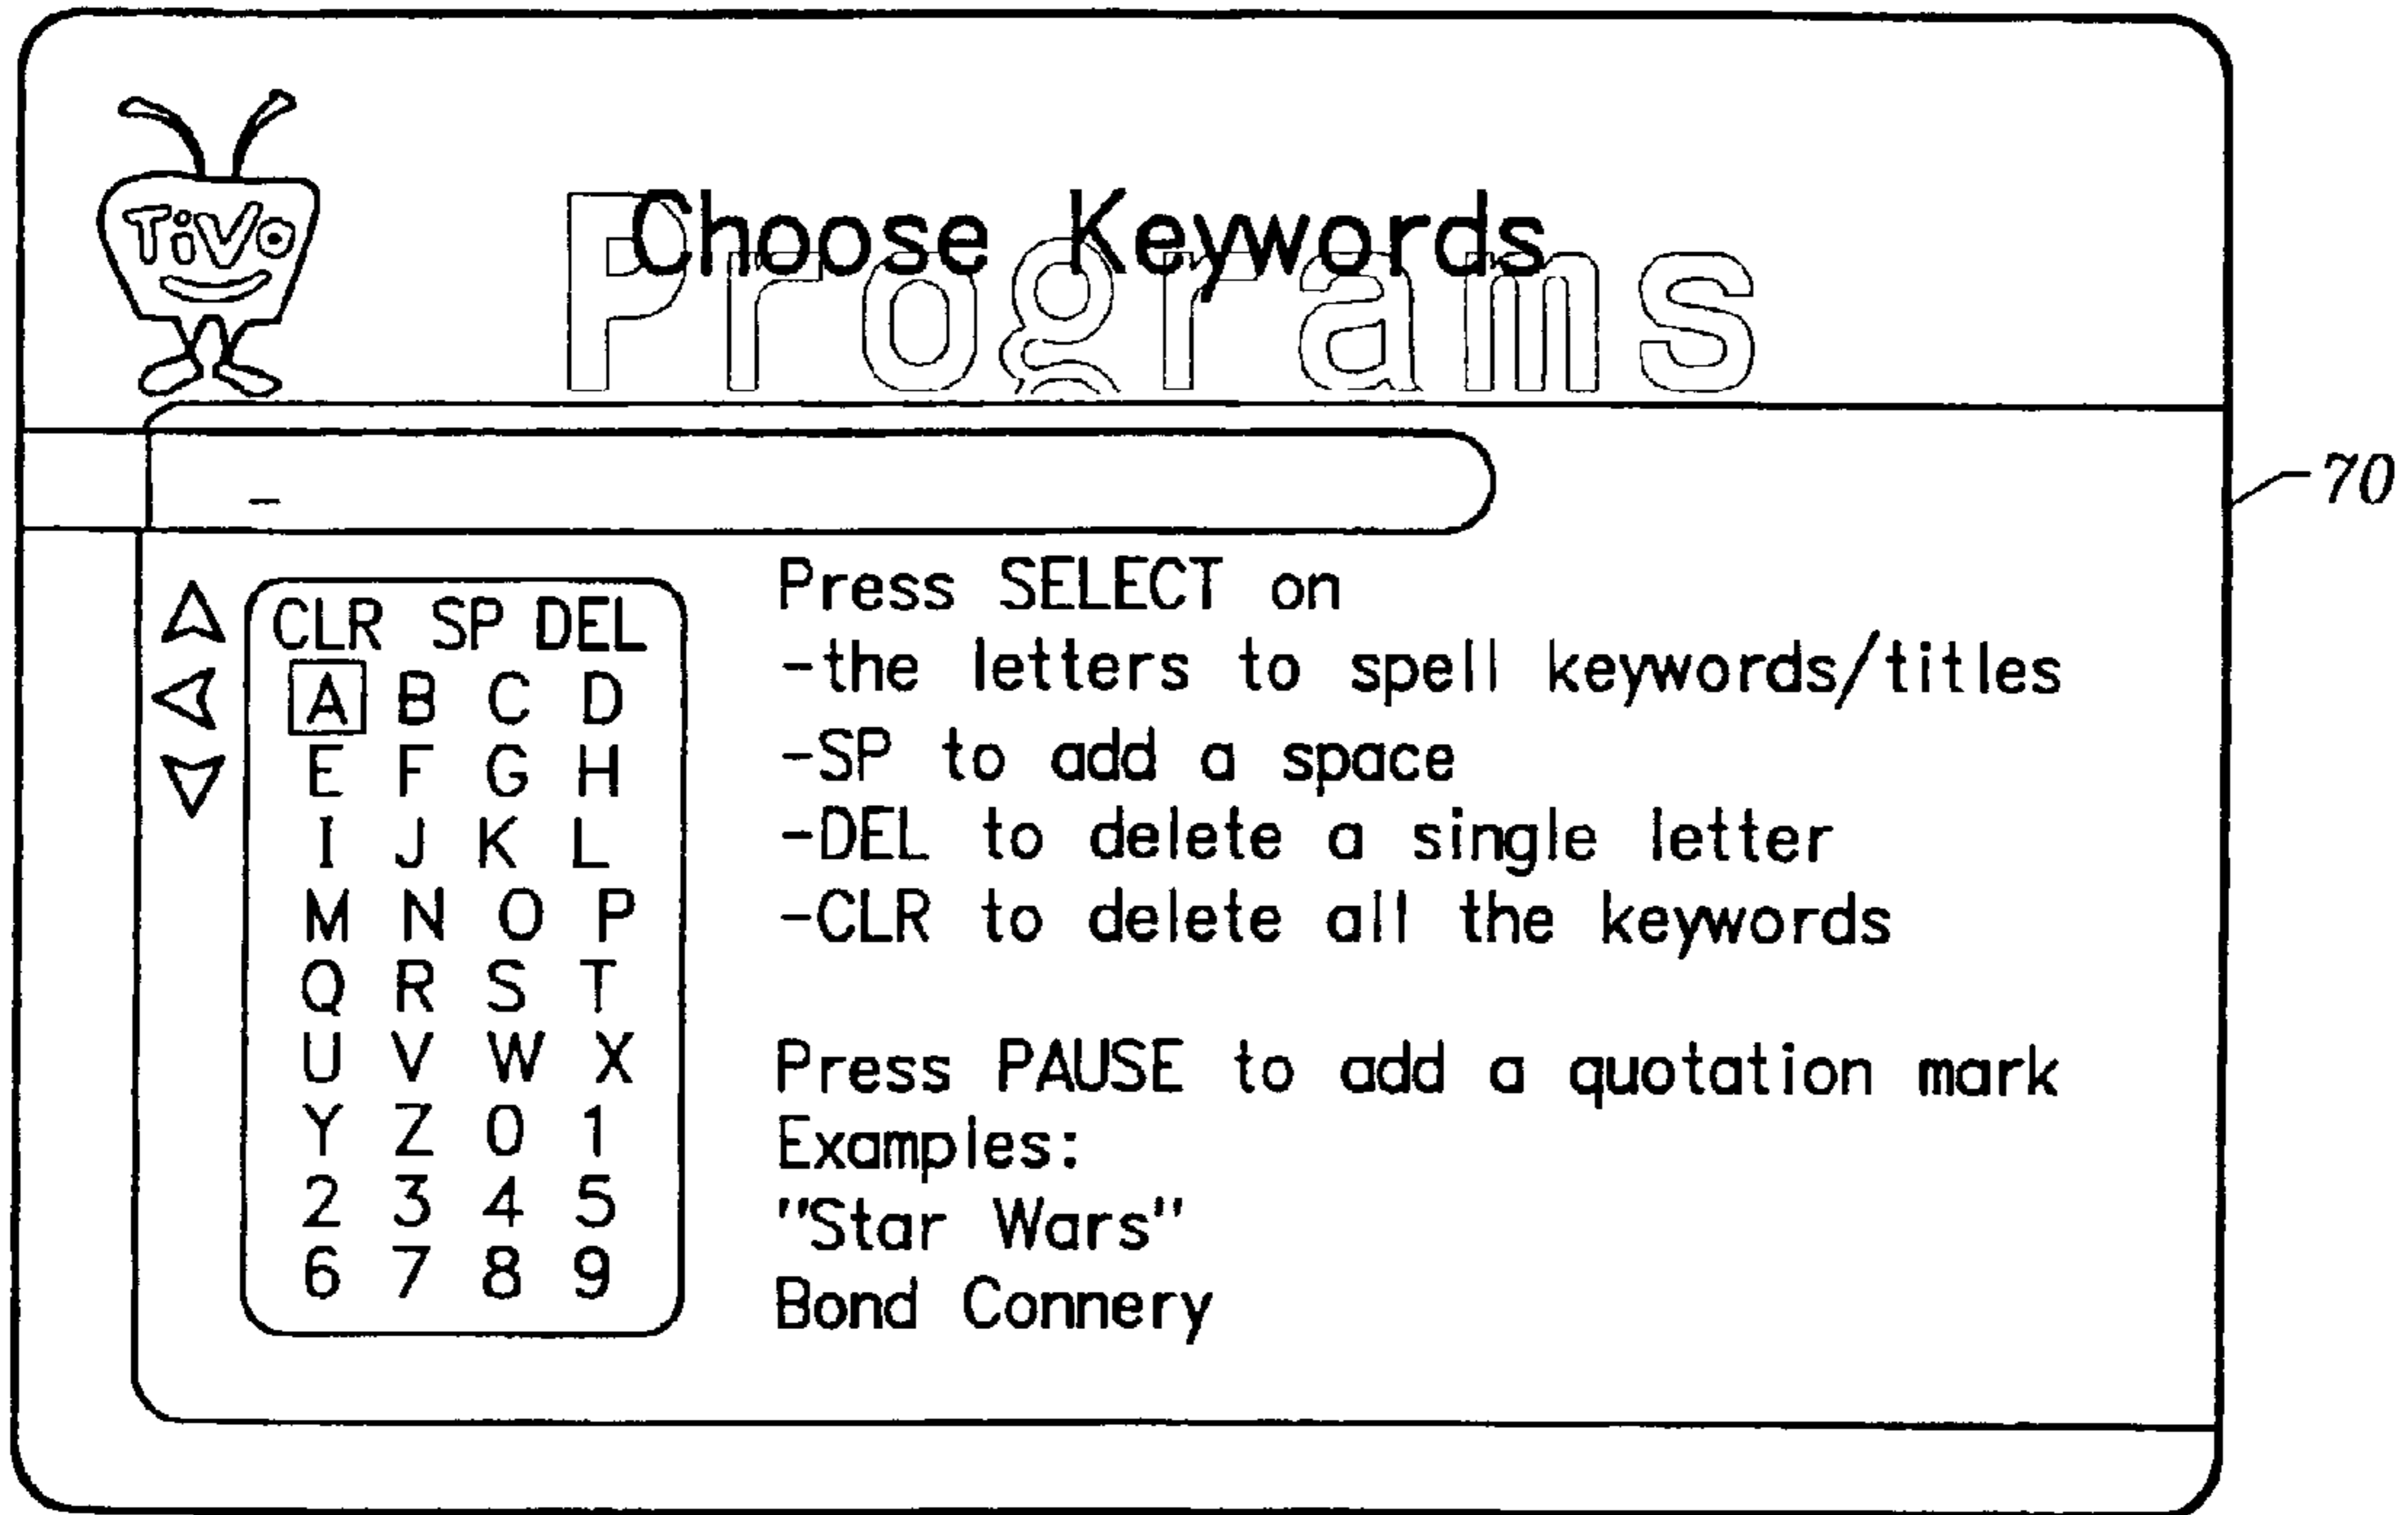 TiVo
Choose Keywords
Programs
_
70
CLR SP DEL
A B C D
E F G H
I J K L
M N O P
Q R S T
U V W X
Y Z 0 1
2 3 4 5
6 7 8 9
Press SELECT on
-the letters to spell keywords/titles
-SP to add a space
-DEL to delete a single letter
-CLR to delete all the keywords
Press PAUSE to add a quotation mark
Examples:
"Star Wars"
Bond Connery